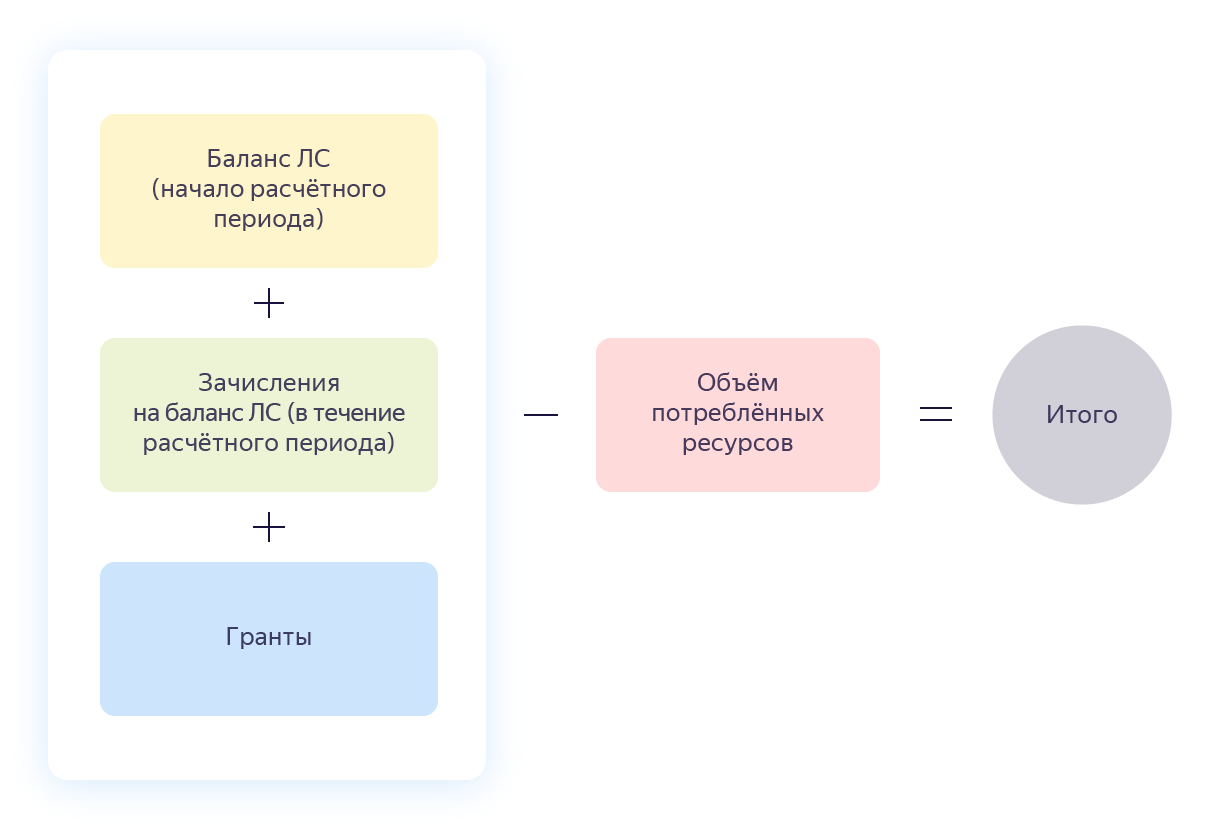 Баланс ЛС
(начало расчётного
периода)
+
Зачисления
на баланс ЛС (в течение
расчётного периода)
+
Гранты
—
Объём
потреблённых
ресурсов
=
Итого